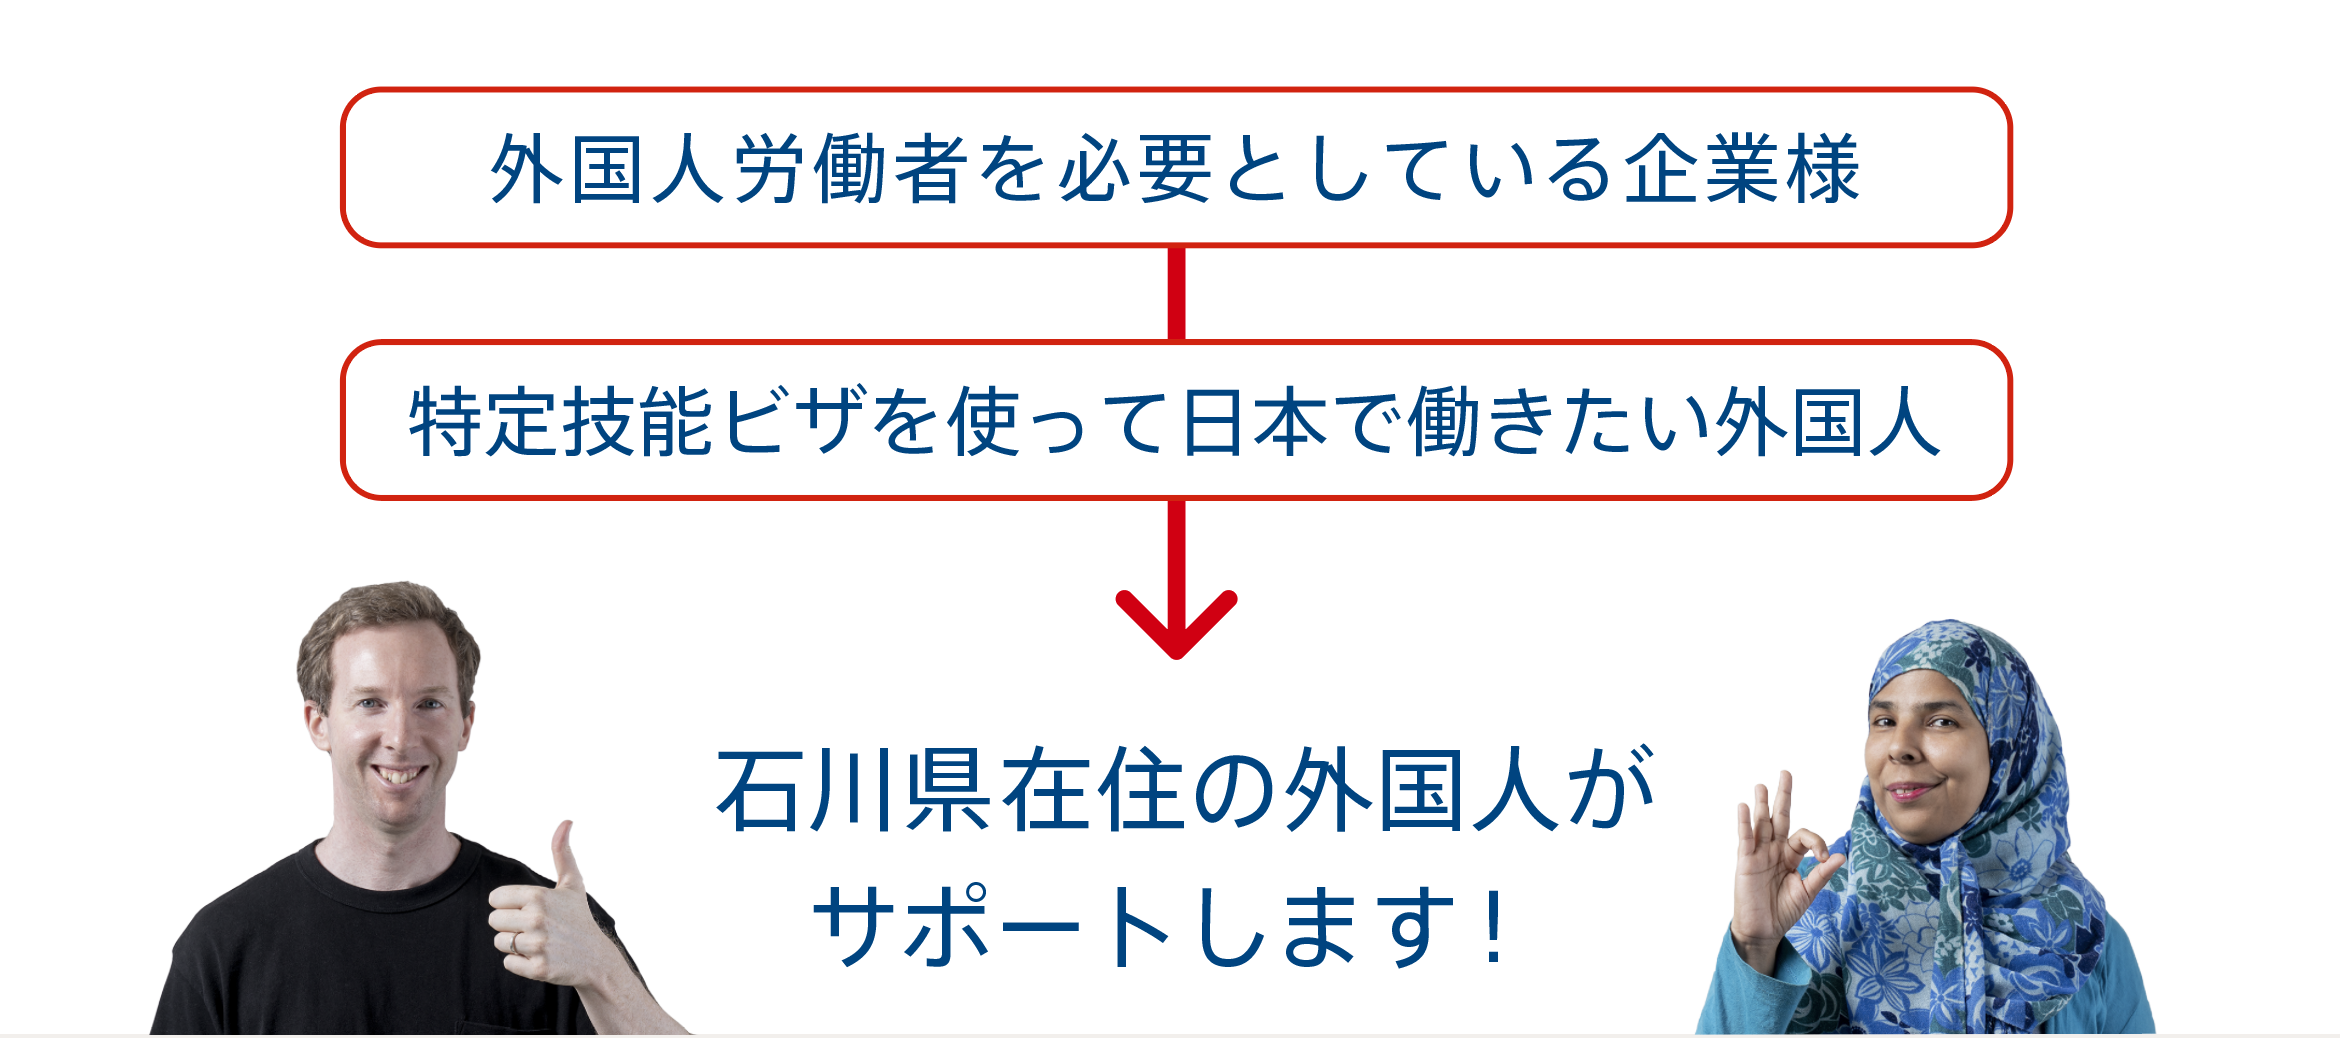 外国人労働者を必要としている企業様
特定技能ビザを使って日本で働きたい外国人
石川県在住の外国人が
サポートします!